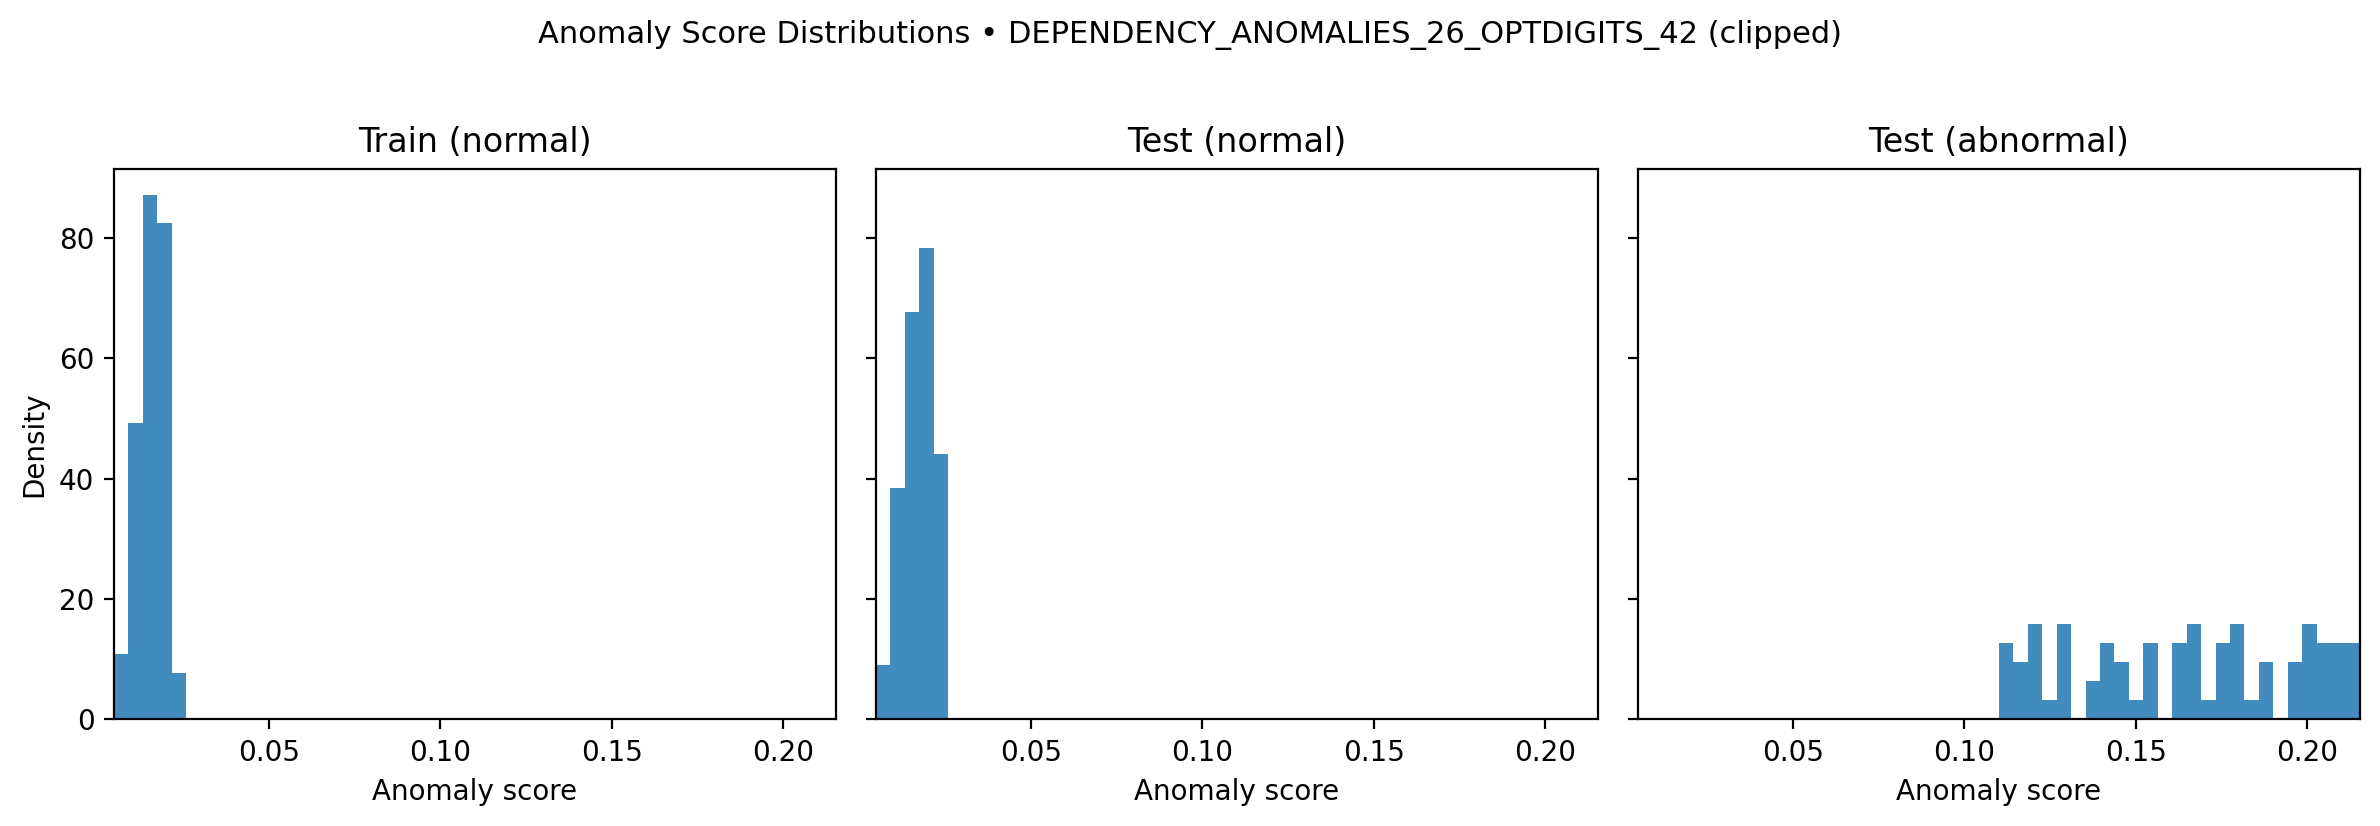 Anomaly Score Distributions • DEPENDENCY_ANOMALIES_26_OPTDIGITS_42 (clipped)
Train (normal)
Test (normal)
Test (abnormal)
Density
80
60
40
20
0
0.05 0.10 0.15 0.20
0.05 0.10 0.15 0.20
0.05 0.10 0.15 0.20
Anomaly score
Anomaly score
Anomaly score